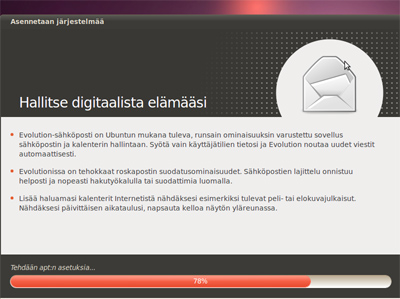 Asennetaan järjestelmää
Hallitse digitaalista elämääsi
Evolution-sähköposti on Ubuntun mukana tuleva, runsain ominaisuuksin varustettu sovellus
sähköpostin ja kalenterin hallintaan. Syötä vain käyttäjätilien tietosi ja Evolution noutaa uudet viestit
automaattisesti.
Evolutionissa on tehokkaat roskapostin suodatusominaisuudet. Sähköpostien lajittelu onnistuu
helposti ja nopeasti hakutyökalulla tai suodattimia luomalla.
Lisää haluamasi kalenterit Internetistä nähdäksesi esimerkiksi tulevat peli- tai elokuvajulkaisut.
Nähdäksesi päivittäisen aikataulusi, napsauta kelloa näytön yläreunassa.
Tehdään apt:n asetuksia...
78%